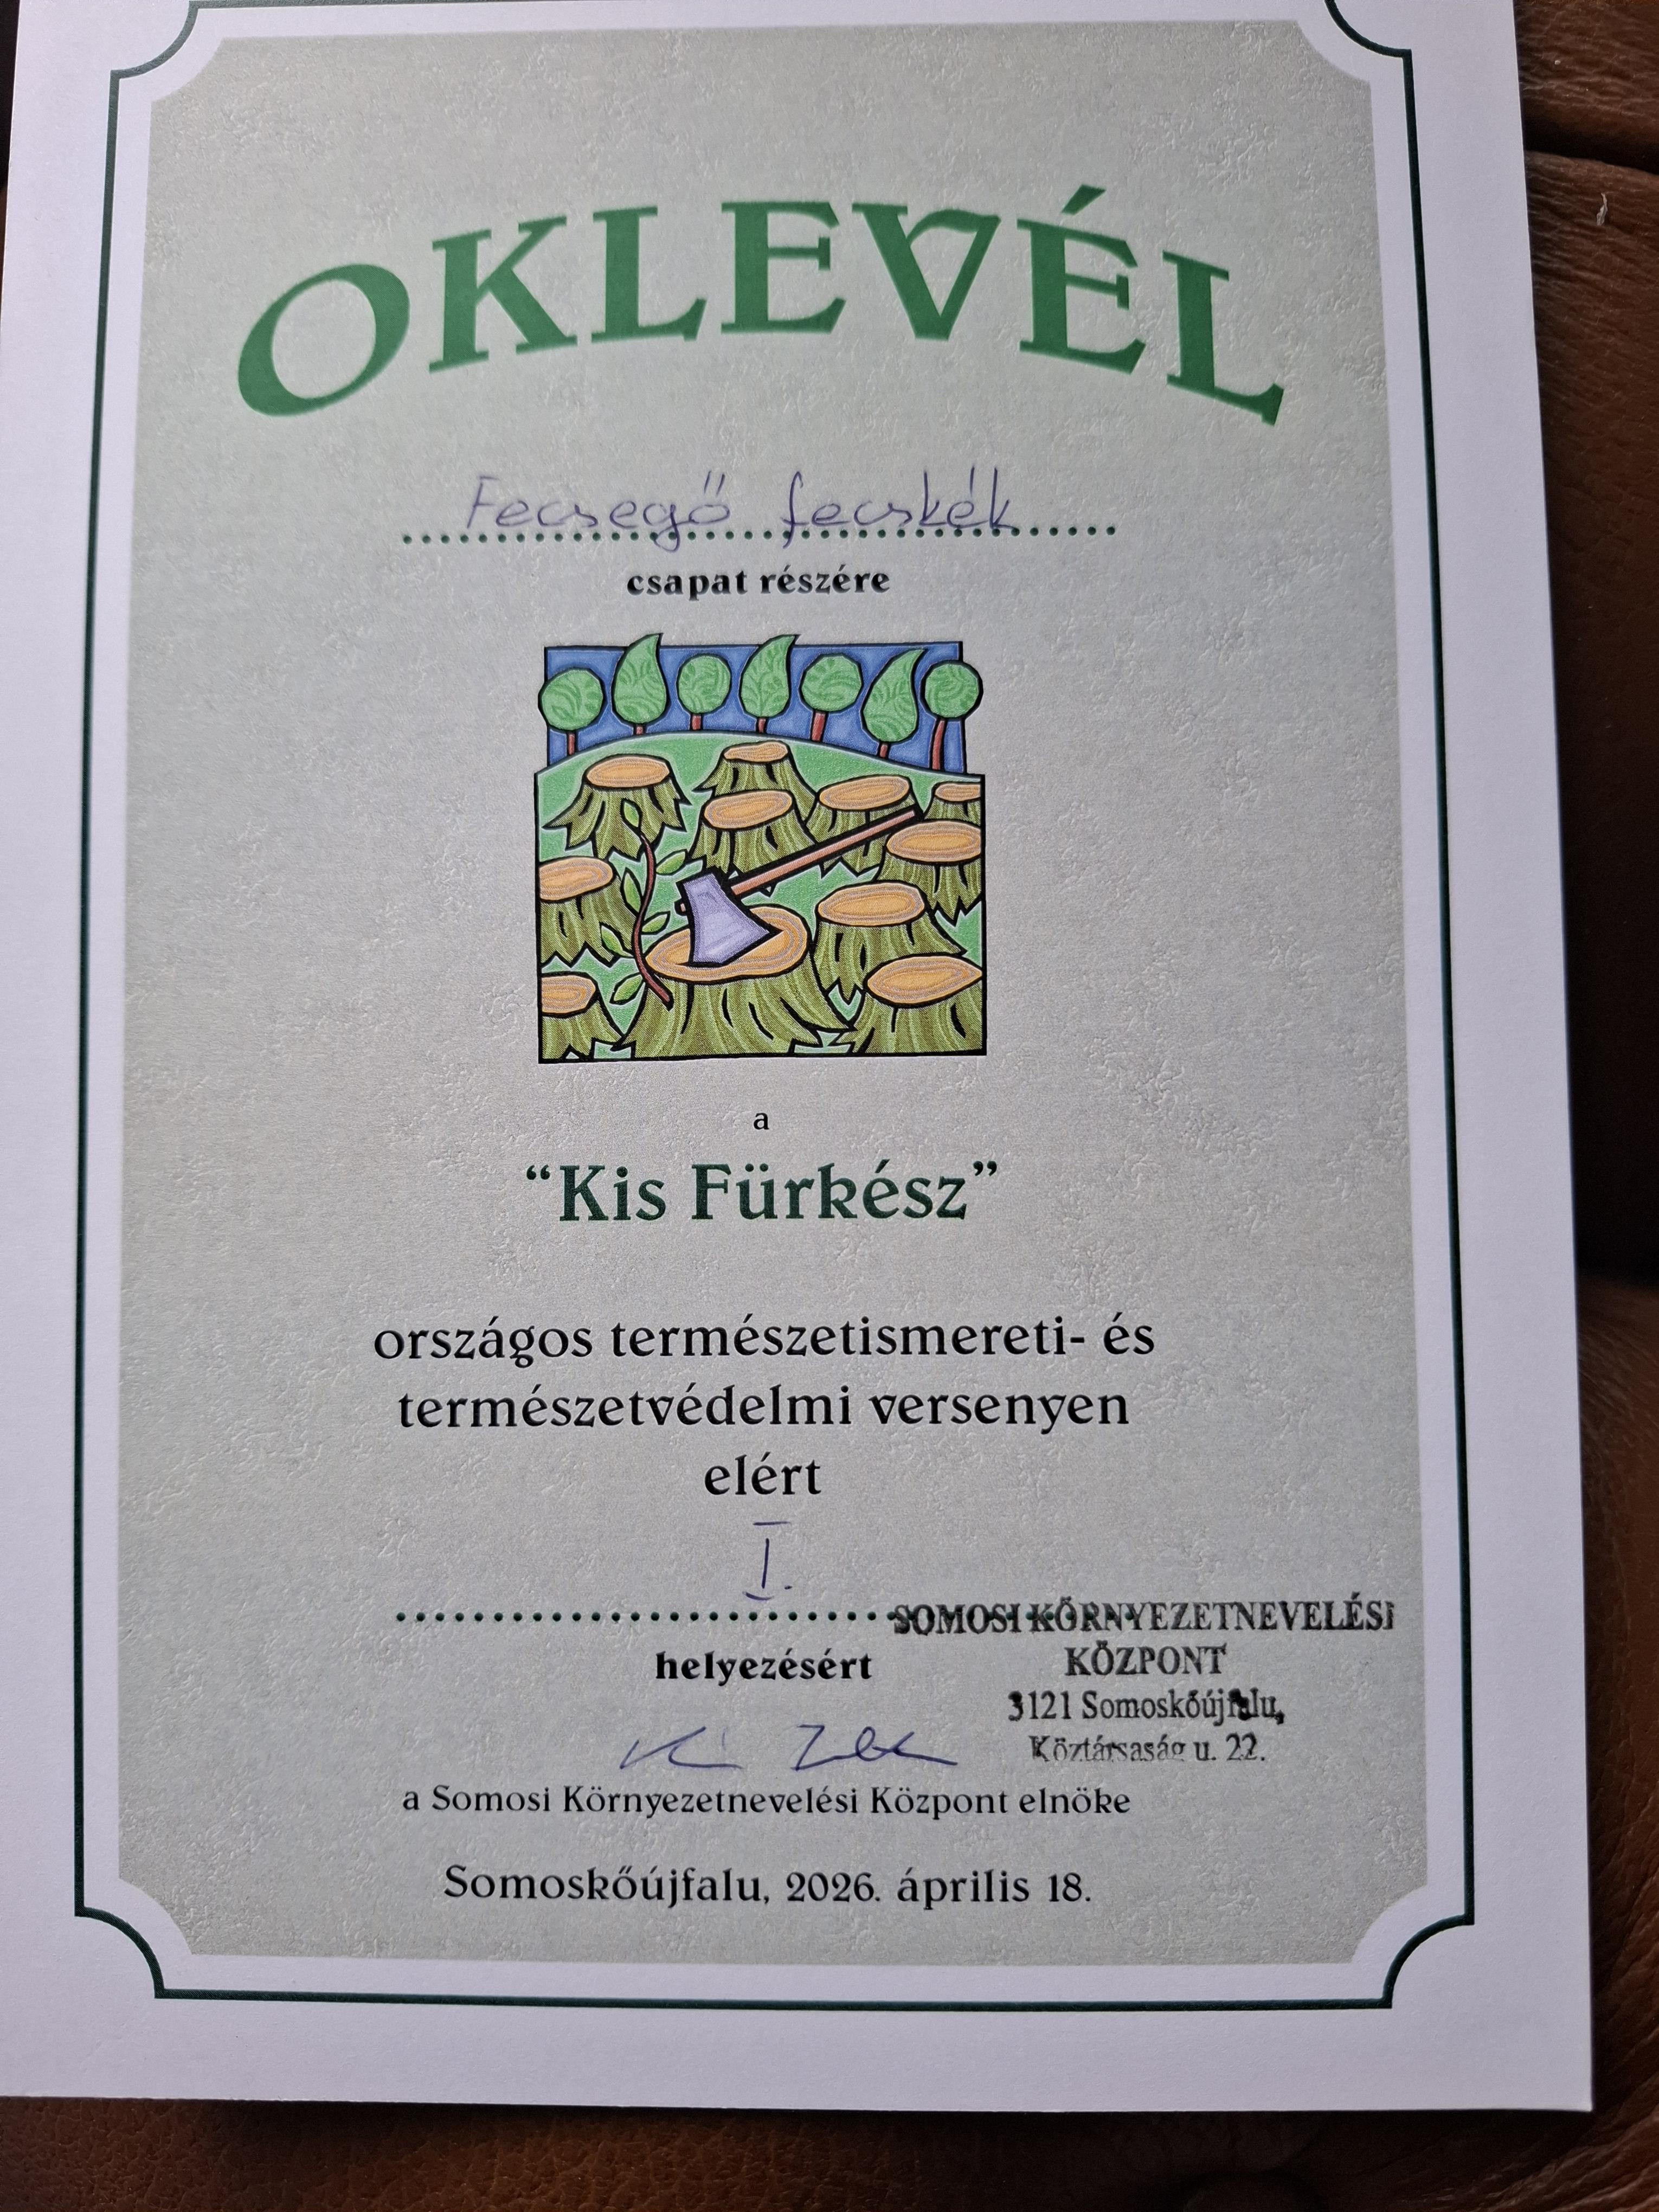 OKLEVÉL
Fecsegő fecskék
csapat részére
a
“Kis Fürkész”
országos természetismereti- és
természetvédelmi versenyen
elért
I.
helyezésért
SOMOSI KÖRNYEZETNEVELÉSI
KÖZPONT
3121 Somoskőújfalu,
Köztársaság u. 22.
a Somosi Környezetnevelési Központ elnöke
Somoskőújfalu, 2026. április 18.